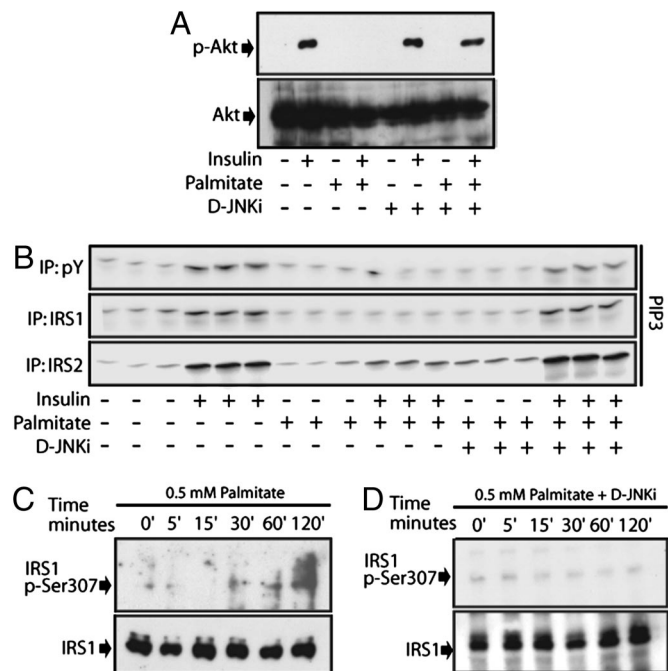 A
p-Akt
Akt
Insulin - + - + - + - +
Palmitate - - + + - - + +
D-JNKi - - - - + + + +
B
IP:pY
IP:IRS1
IP:IRS2
PIP3
Insulin - - - + + + - - - + + + - - - + + +
Palmitate - - - - - - + + + + + + + + + + + +
D-JNKi - - - - - - - - - - - - + + + + + +
C
0.5 mM Palmitate
Time
minutes 0' 5' 15' 30' 60' 120'
IRS1
p-Ser307
IRS1
D
0.5 mM Palmitate + D-JNKi
Time
minutes 0' 5' 15' 30' 60' 120'
IRS1
p-Ser307
IRS1